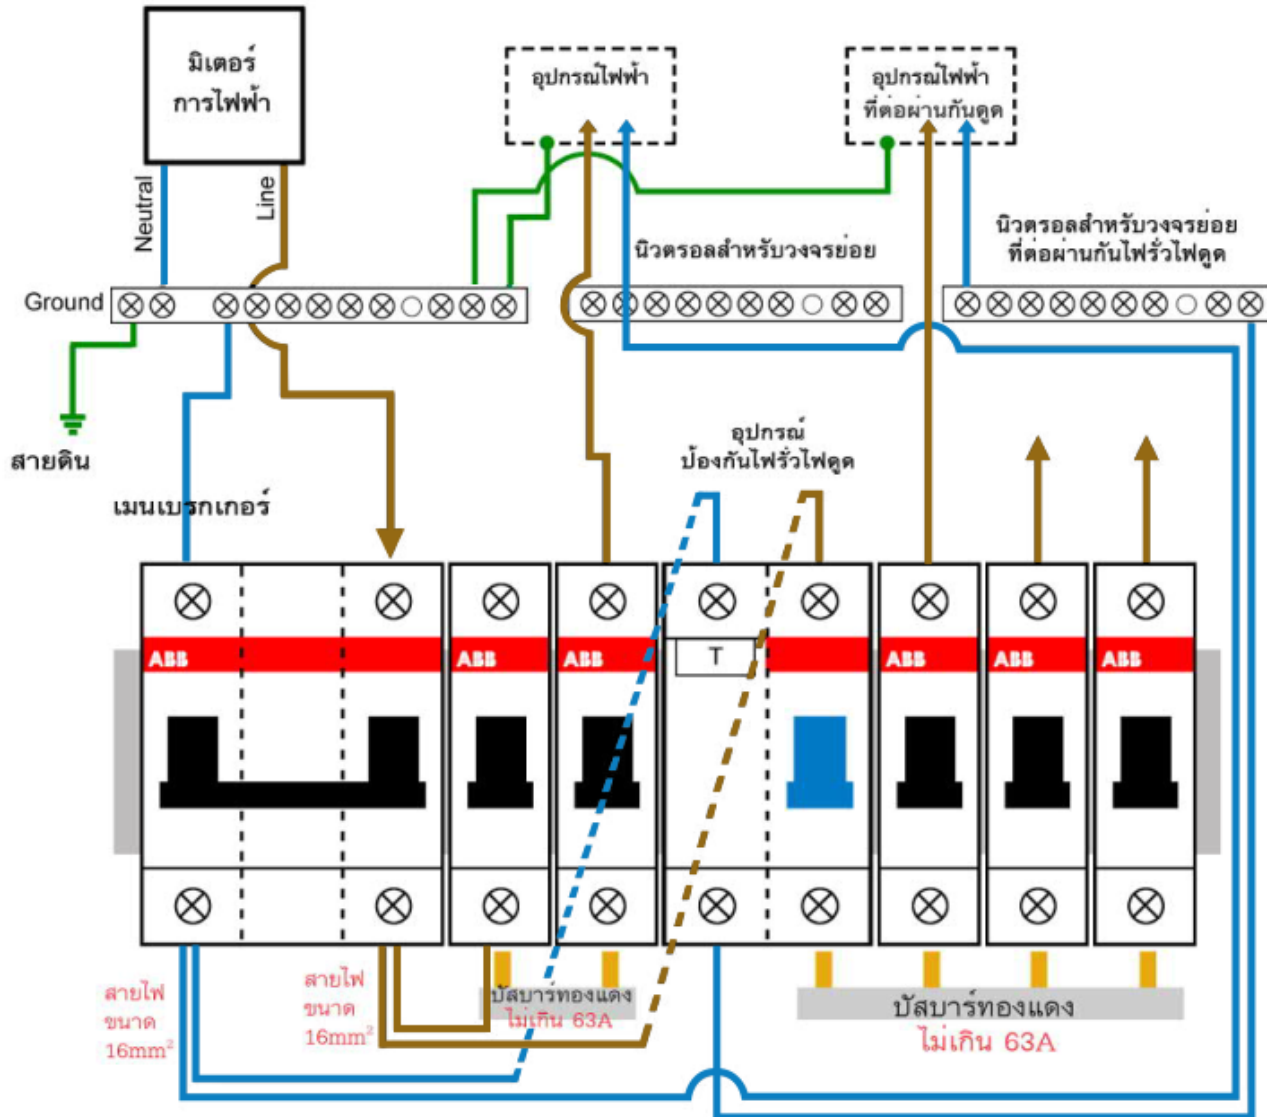 มิเตอร์
การไฟฟ้า
อุปกรณ์ไฟฟ้า
อุปกรณ์ไฟฟ้า
ที่ต่อผ่านกันดูด
Neutral
Line
นิวตรอลสำหรับวงจรย่อย
นิวตรอลสำหรับวงจรย่อย
ที่ต่อผ่านกันไฟรั่วไฟดูด
Ground
สายดิน
อุปกรณ์
ป้องกันไฟรั่วไฟดูด
เมนเบรกเกอร์
ABB
ABB
ABB
T
ABB
ABB
ABB
สายไฟ
ขนาด
16mm²
สายไฟ
ขนาด
16mm²
บัสบาร์ทองแดง
ไม่เกิน 63A
บัสบาร์ทองแดง
ไม่เกิน 63A